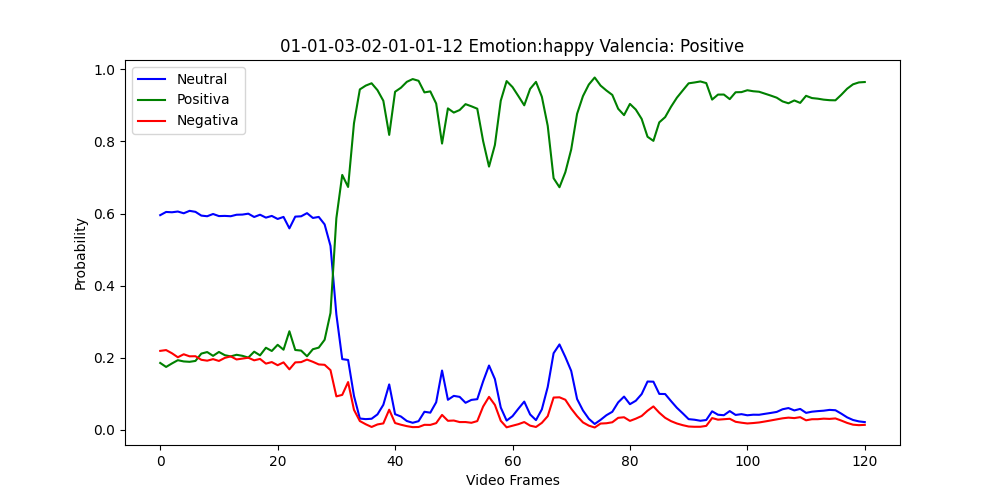 01-01-03-02-01-01-12 Emotion:happy Valencia: Positive
Neutral
Positiva
Negativa
1.0
0.8
0.6
0.4
0.2
0.0
Probability
0 20 40 60 80 100 120
Video Frames